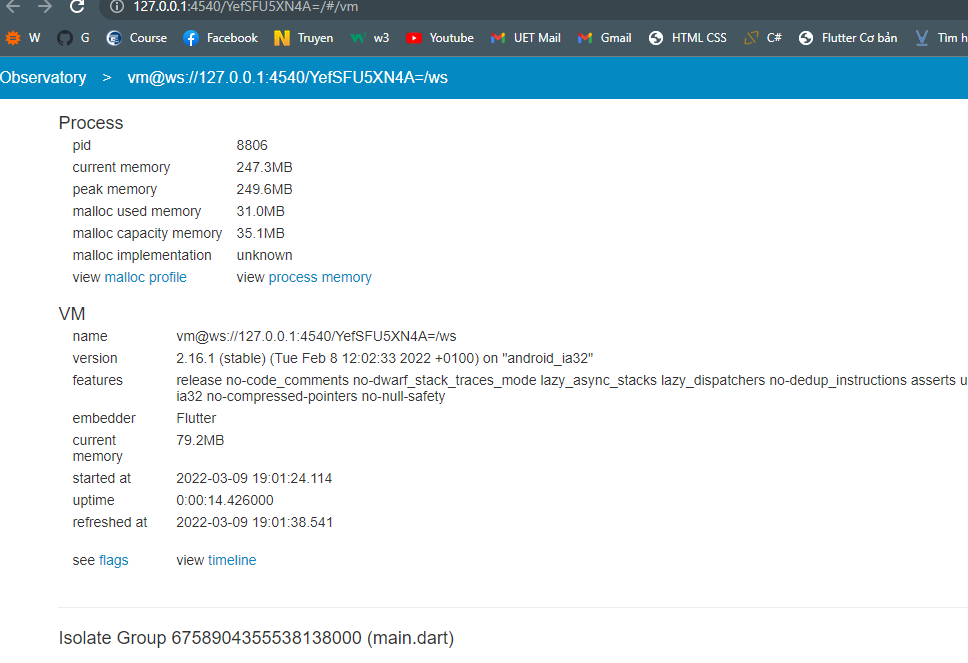 127.0.0.1:4540/YefSFU5XN4A=/#/vm
W G Course Facebook Truyen w3 Youtube UET Mail Gmail HTML CSS C# Flutter Cơ bản Tìm h
Observatory > vm@ws://127.0.0.1:4540/YefSFU5XN4A=/ws
Process
pid 8806
current memory 247.3MB
peak memory 249.6MB
malloc used memory 31.0MB
malloc capacity memory 35.1MB
malloc implementation unknown
view malloc profile view process memory
VM
name vm@ws://127.0.0.1:4540/YefSFU5XN4A=/ws
version 2.16.1 (stable) (Tue Feb 8 12:02:33 2022 +0100) on "android_ia32"
features release no-code_comments no-dwarf_stack_traces_mode lazy_async_stacks lazy_dispatchers no-dedup_instructions asserts u
ia32 no-compressed-pointers no-null-safety
embedder Flutter
current memory 79.2MB
started at 2022-03-09 19:01:24.114
uptime 0:00:14.426000
refreshed at 2022-03-09 19:01:38.541
see flags view timeline
Isolate Group 6758904355538138000 (main.dart)